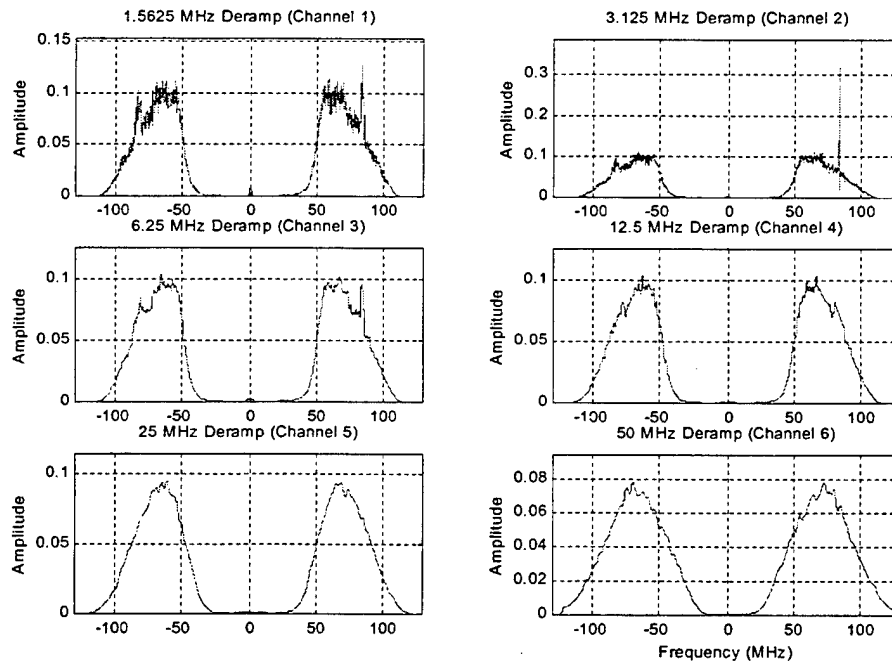 1.5625 MHz Deramp (Channel 1)
0.15
0.1
0.05
0
Amplitude
-100 -50 0 50 100
3.125 MHz Deramp (Channel 2)
0.3
0.2
0.1
0
Amplitude
-100 -50 0 50 100
6.25 MHz Deramp (Channel 3)
0.1
0.05
0
Amplitude
-100 -50 0 50 100
12.5 MHz Deramp (Channel 4)
0.1
0.05
0
Amplitude
-100 -50 0 50 100
25 MHz Deramp (Channel 5)
0.1
0.05
0
Amplitude
-100 -50 0 50 100
50 MHz Deramp (Channel 6)
0.08
0.06
0.04
0.02
0
Amplitude
-100 -50 0 50 100
Frequency (MHz)